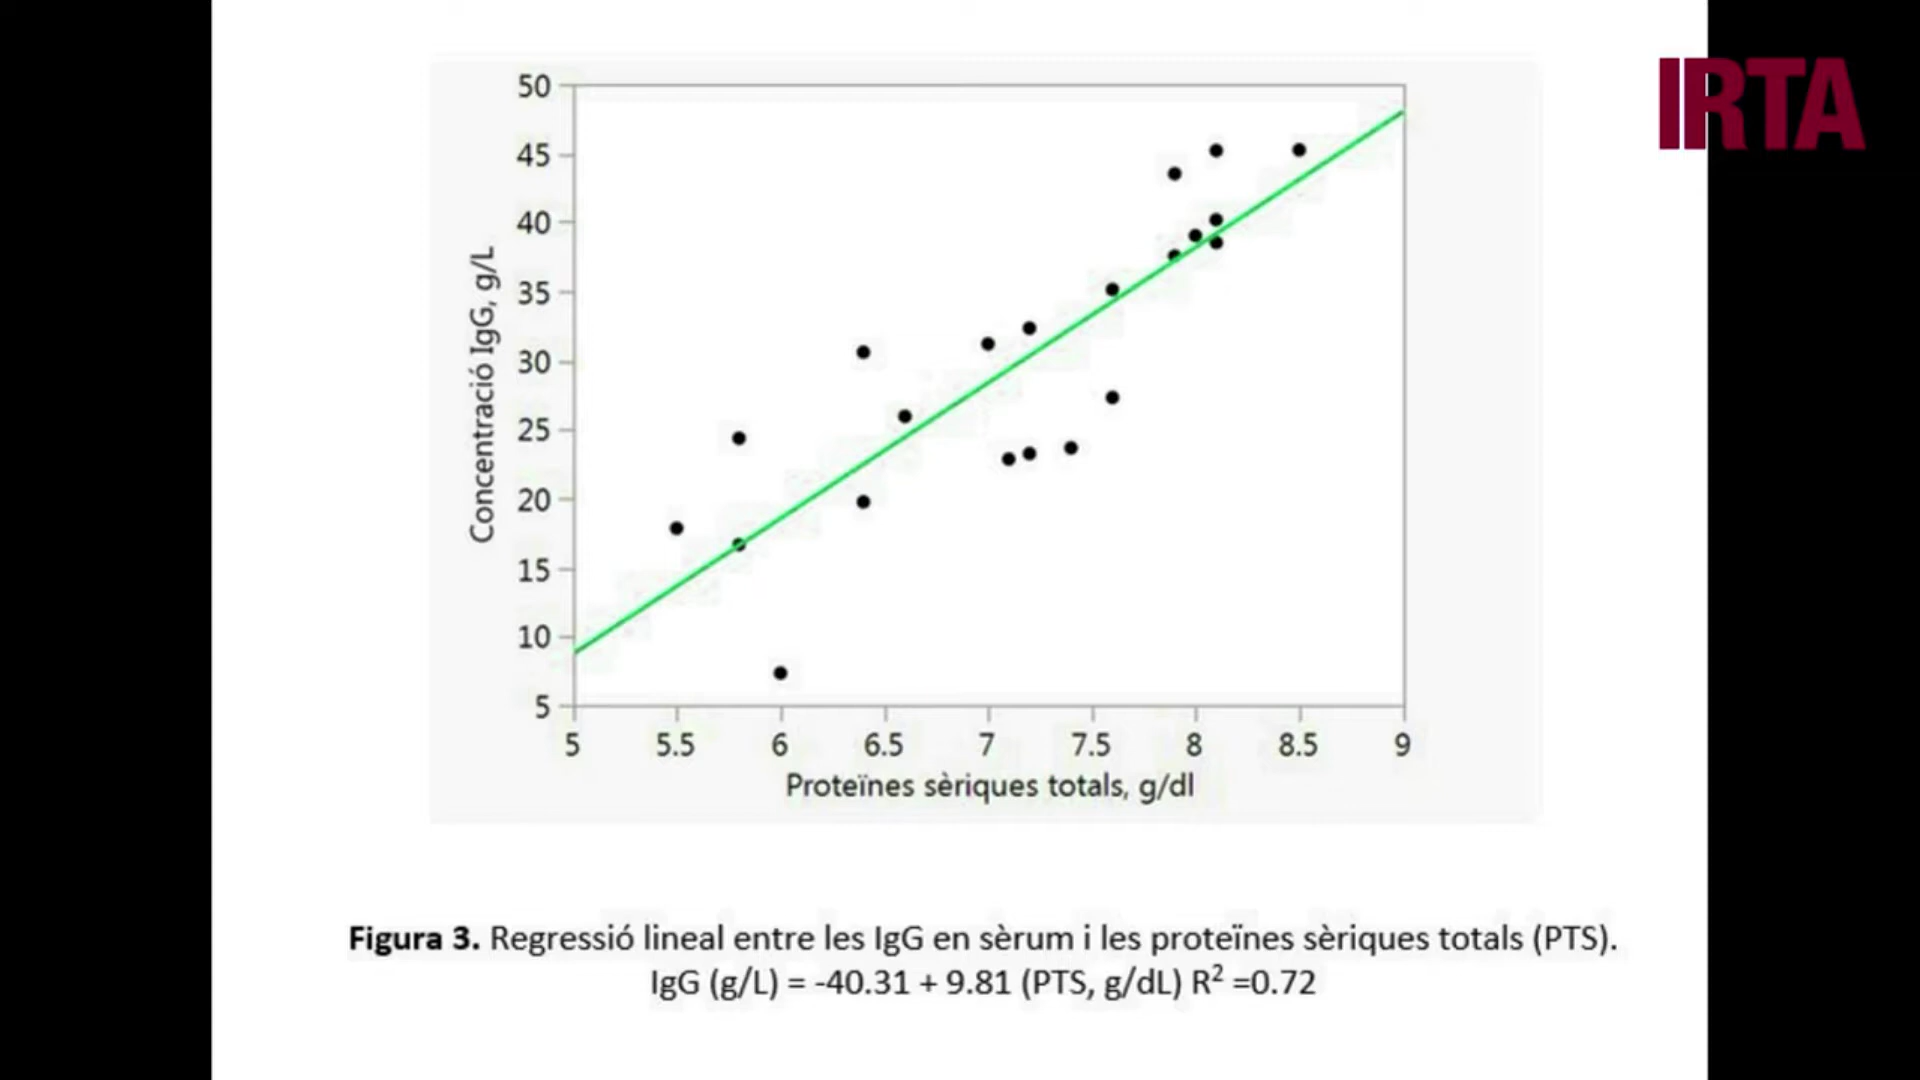 IRTA
50
45
40
35
30
25
20
15
10
5
Concentració IgG, g/L
5 5.5 6 6.5 7 7.5 8 8.5 9
Proteïnes sèriques totals, g/dl
Figura 3. Regressió lineal entre les IgG en sèrum i les proteïnes sèriques totals (PTS).
IgG (g/L) = -40.31 + 9.81 (PTS, g/dL) R² =0.72